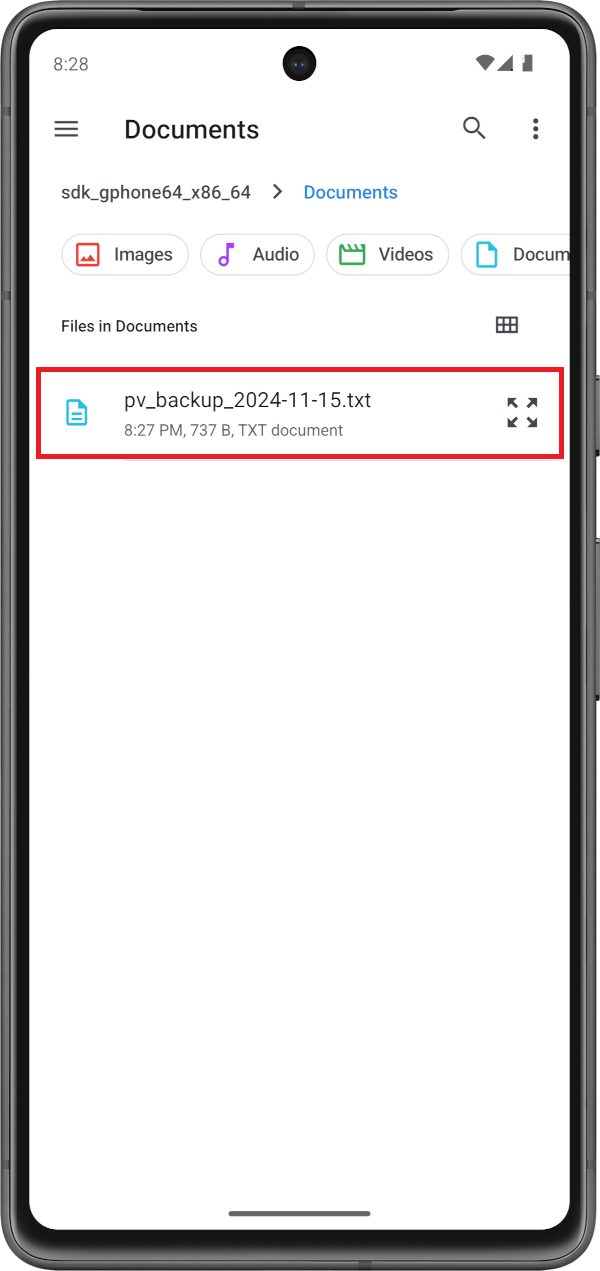 8:28
Documents
sdk_gphone64_x86_64 > Documents
Images Audio Videos Docum
Files in Documents
pv_backup_2024-11-15.txt
8:27 PM, 737 B, TXT document